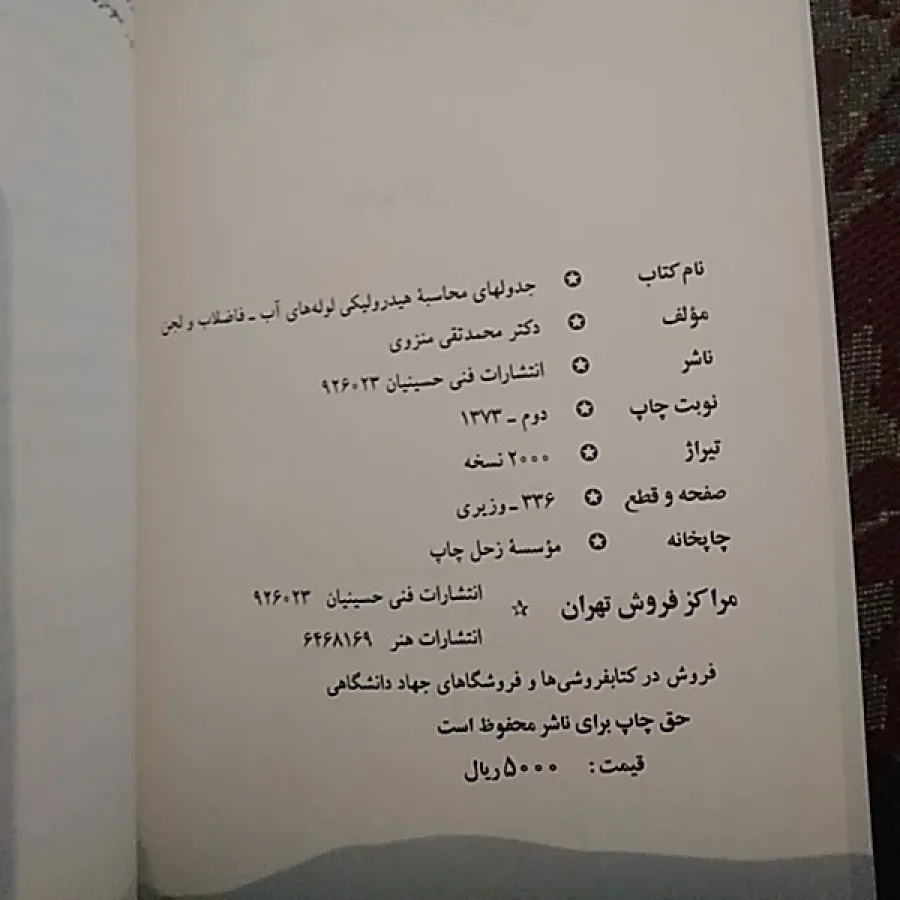 نام کتاب ✪ جدولهای محاسبهٔ هیدرولیکی لوله‌های آب ـ فاضلاب و لجن
مؤلف ✪ دکتر محمدتقی منزوی
ناشر ✪ انتشارات فنی حسینیان ۹۲۶۰۲۳
نوبت چاپ ✪ دوم ـ ۱۳۷۳
تیراژ ✪ ۲۰۰۰ نسخه
صفحه و قطع ✪ ۳۳۶ ـ وزیری
چاپخانه ✪ مؤسسهٔ زحل چاپ
مراکز فروش تهران ☆ انتشارات فنی حسینیان ۹۲۶۰۲۳
انتشارات هنر ۶۴۶۸۱۶۹
فروش در کتابفروشی‌ها و فروشگاهای جهاد دانشگاهی
حق چاپ برای ناشر محفوظ است
قیمت: ۵۰۰۰ ریال